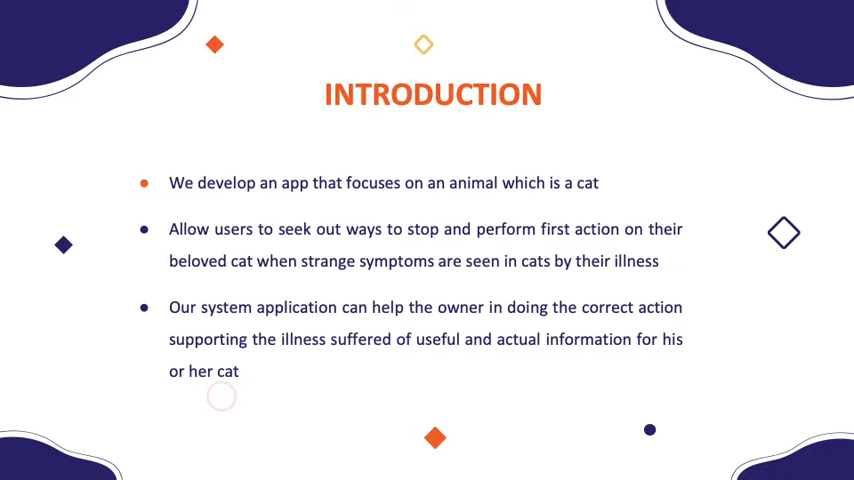 INTRODUCTION
We develop an app that focuses on an animal which is a cat
Allow users to seek out ways to stop and perform first action on their
beloved cat when strange symptoms are seen in cats by their illness
Our system application can help the owner in doing the correct action
supporting the illness suffered of useful and actual information for his
or her cat